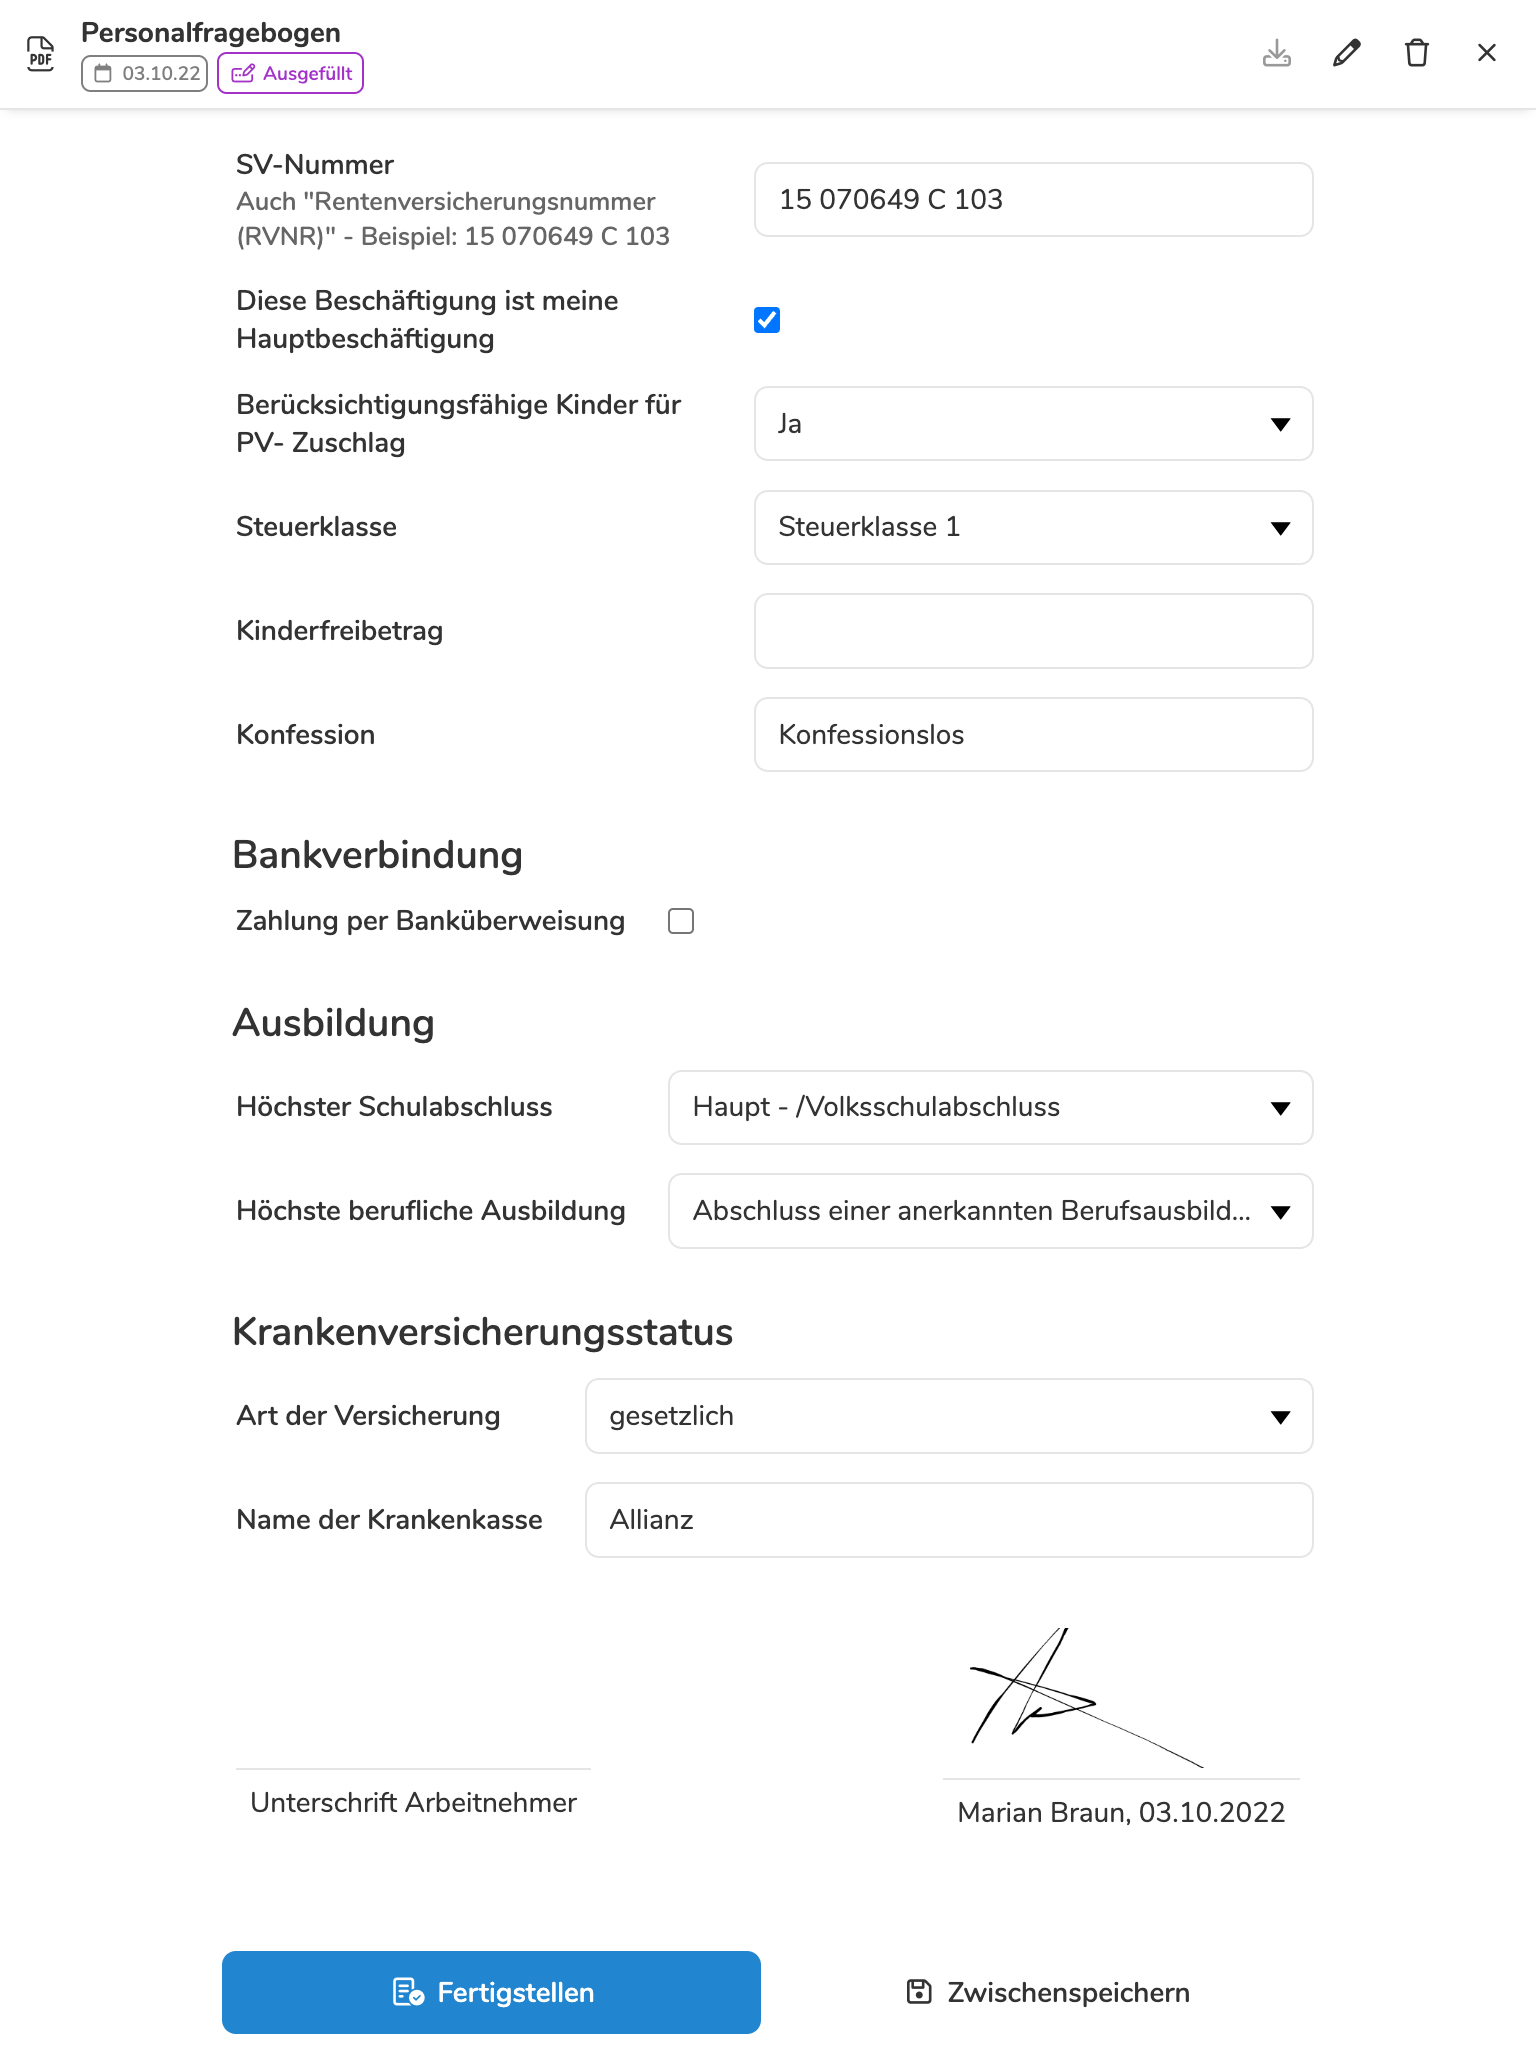 Personalfragebogen
PDF
03.10.22
Ausgefüllt
SV-Nummer
Auch "Rentenversicherungsnummer
(RVNR)" - Beispiel: 15 070649 C 103
15 070649 C 103
Diese Beschäftigung ist meine
Hauptbeschäftigung
Berücksichtigungsfähige Kinder für
PV- Zuschlag
Ja
Steuerklasse
Steuerklasse 1
Kinderfreibetrag
Konfession
Konfessionslos
Bankverbindung
Zahlung per Banküberweisung
Ausbildung
Höchster Schulabschluss
Haupt - /Volksschulabschluss
Höchste berufliche Ausbildung
Abschluss einer anerkannten Berufsausbild...
Krankenversicherungsstatus
Art der Versicherung
gesetzlich
Name der Krankenkasse
Allianz
Unterschrift Arbeitnehmer
Marian Braun, 03.10.2022
Fertigstellen
Zwischenspeichern